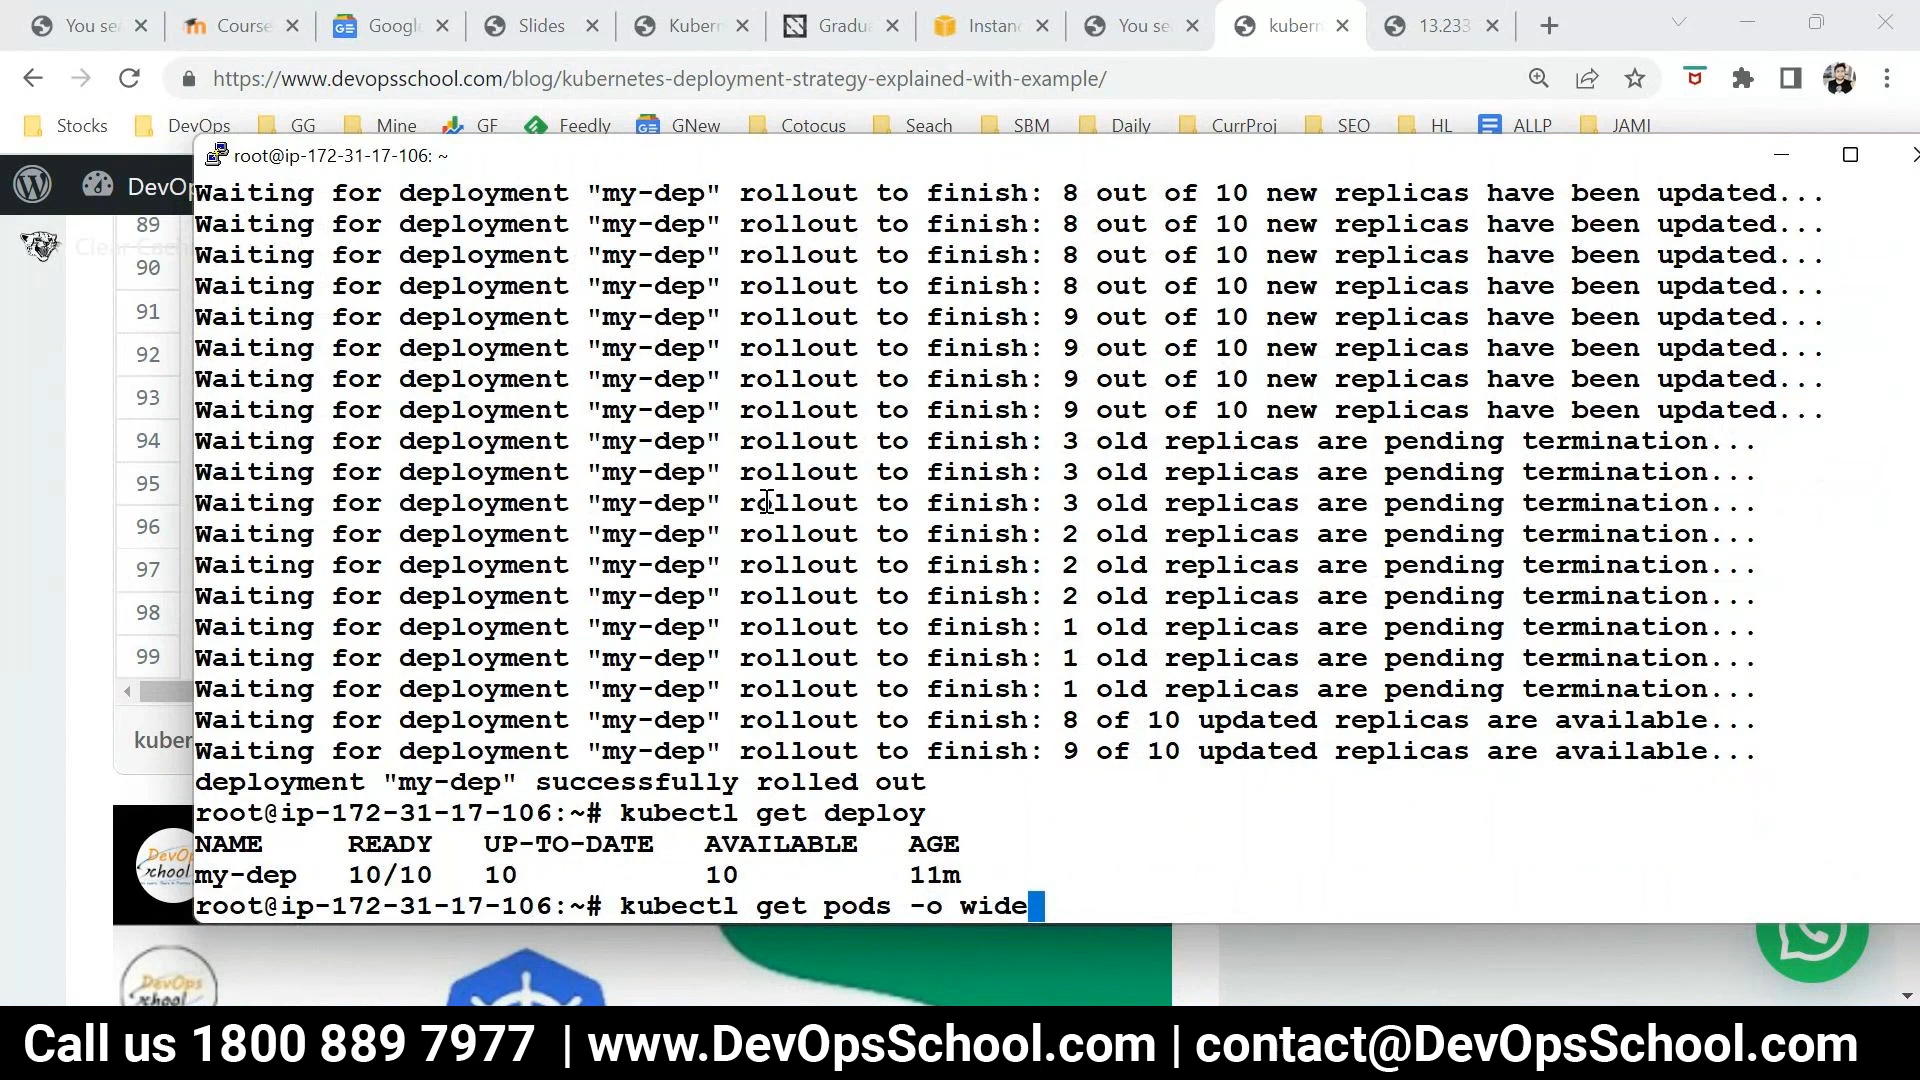 You se
Course
Googl
Slides
Kubern
Gradu
Instan
You se
kubern
13.233
https://www.devopsschool.com/blog/kubernetes-deployment-strategy-explained-with-example/
Stocks
DevOps
GG
Mine
GF
Feedly
GNew
Cotocus
Seach
SBM
Daily
CurrProj
SEO
HL
ALLP
JAMI
DevOp
Clear Cach
89
90
91
92
93
94
95
96
97
98
99
kuber
root@ip-172-31-17-106: ~
Waiting for deployment "my-dep" rollout to finish: 8 out of 10 new replicas have been updated...
Waiting for deployment "my-dep" rollout to finish: 8 out of 10 new replicas have been updated...
Waiting for deployment "my-dep" rollout to finish: 8 out of 10 new replicas have been updated...
Waiting for deployment "my-dep" rollout to finish: 8 out of 10 new replicas have been updated...
Waiting for deployment "my-dep" rollout to finish: 9 out of 10 new replicas have been updated...
Waiting for deployment "my-dep" rollout to finish: 9 out of 10 new replicas have been updated...
Waiting for deployment "my-dep" rollout to finish: 9 out of 10 new replicas have been updated...
Waiting for deployment "my-dep" rollout to finish: 9 out of 10 new replicas have been updated...
Waiting for deployment "my-dep" rollout to finish: 3 old replicas are pending termination...
Waiting for deployment "my-dep" rollout to finish: 3 old replicas are pending termination...
Waiting for deployment "my-dep" rollout to finish: 3 old replicas are pending termination...
Waiting for deployment "my-dep" rollout to finish: 2 old replicas are pending termination...
Waiting for deployment "my-dep" rollout to finish: 2 old replicas are pending termination...
Waiting for deployment "my-dep" rollout to finish: 2 old replicas are pending termination...
Waiting for deployment "my-dep" rollout to finish: 1 old replicas are pending termination...
Waiting for deployment "my-dep" rollout to finish: 1 old replicas are pending termination...
Waiting for deployment "my-dep" rollout to finish: 1 old replicas are pending termination...
Waiting for deployment "my-dep" rollout to finish: 8 of 10 updated replicas are available...
Waiting for deployment "my-dep" rollout to finish: 9 of 10 updated replicas are available...
deployment "my-dep" successfully rolled out
root@ip-172-31-17-106:~# kubectl get deploy
NAME READY UP-TO-DATE AVAILABLE AGE
my-dep 10/10 10 10 11m
root@ip-172-31-17-106:~# kubectl get pods -o wide
DevOps
chool
Call us 1800 889 7977 | www.DevOpsSchool.com | contact@DevOpsSchool.com